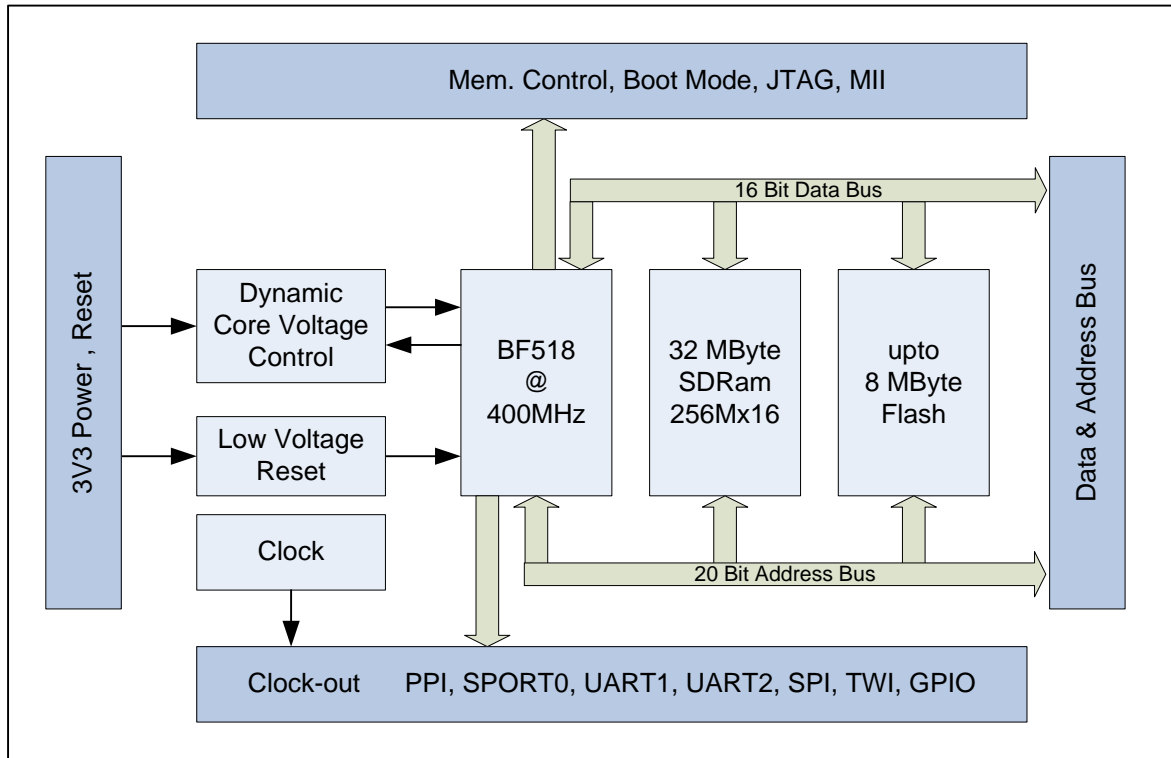 Mem. Control, Boot Mode, JTAG, MII
3V3 Power , Reset
16 Bit Data Bus
Dynamic
Core Voltage
Control
Low Voltage
Reset
Clock
BF518
@
400MHz
32 MByte
SDRam
256Mx16
upto
8 MByte
Flash
Data & Address Bus
20 Bit Address Bus
Clock-out PPI, SPORT0, UART1, UART2, SPI, TWI, GPIO